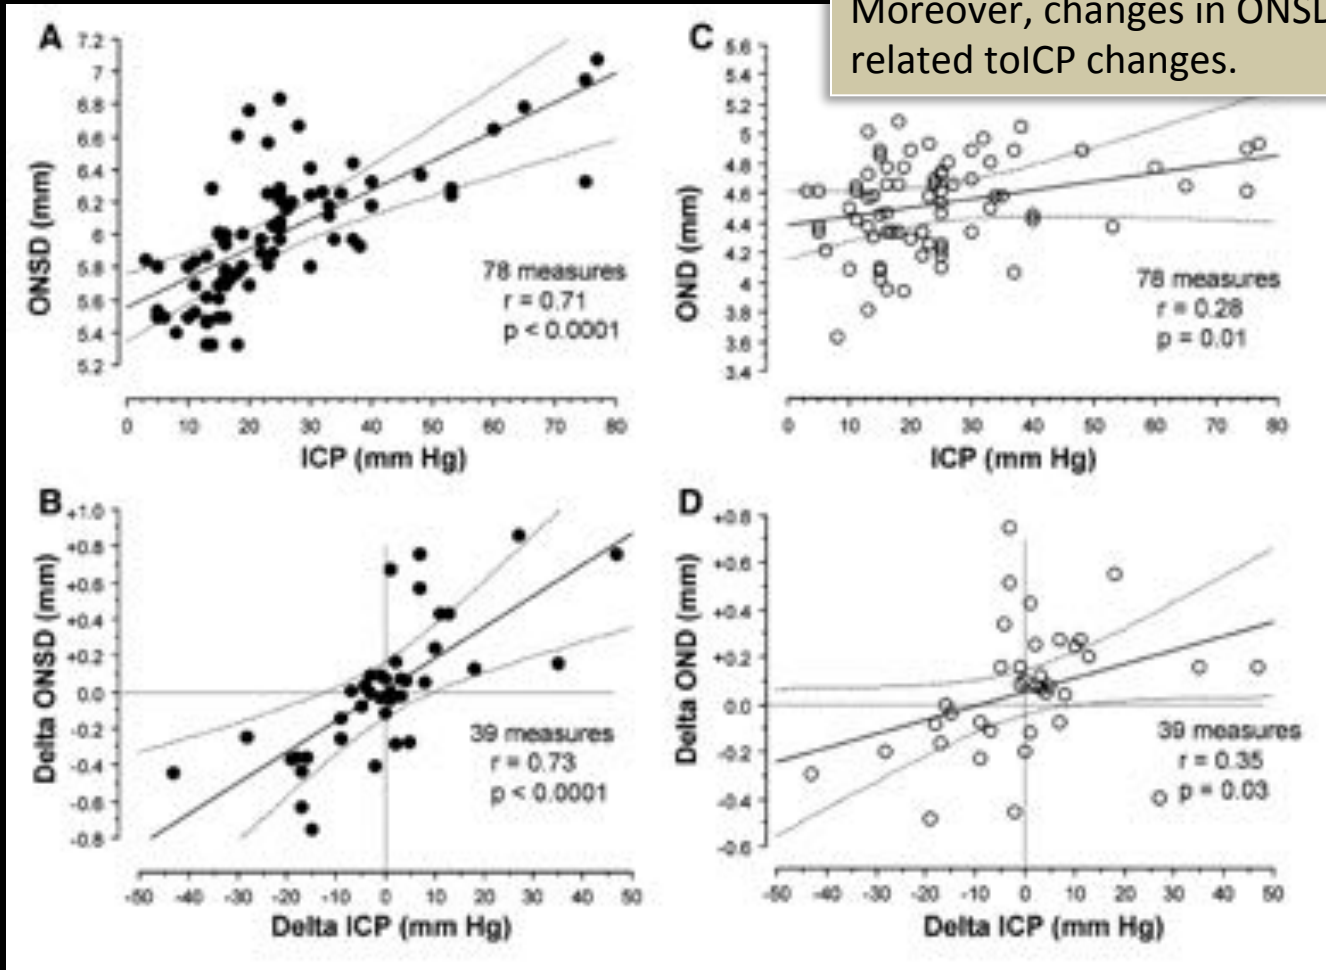 Moreover, changes in ONSD
related toICP changes.
A
7.2
7
6.8
6.6
6.4
6.2
6
5.8
5.6
5.4
5.2
ONSD (mm)
78 measures
r = 0.71
p < 0.0001
0 10 20 30 40 50 60 70 80
ICP (mm Hg)
C
5.6
5.4
5.2
5
4.8
4.6
4.4
4.2
3.8
3.6
3.4
OND (mm)
78 measures
r = 0.28
p = 0.01
0 10 20 30 40 50 60 70 80
ICP (mm Hg)
B
+1.0
+0.8
+0.6
+0.4
+0.2
0.0
-0.2
-0.4
-0.6
-0.8
Delta ONSD (mm)
39 measures
r = 0.73
p < 0.0001
-50 -40 -30 -20 -10 0 10 20 30 40 50
Delta ICP (mm Hg)
D
+0.8
+0.6
+0.4
+0.2
0.0
-0.2
-0.4
-0.6
Delta OND (mm)
39 measures
r = 0.35
p = 0.03
-50 -40 -30 -20 -10 0 10 20 30 40 50
Delta ICP (mm Hg)